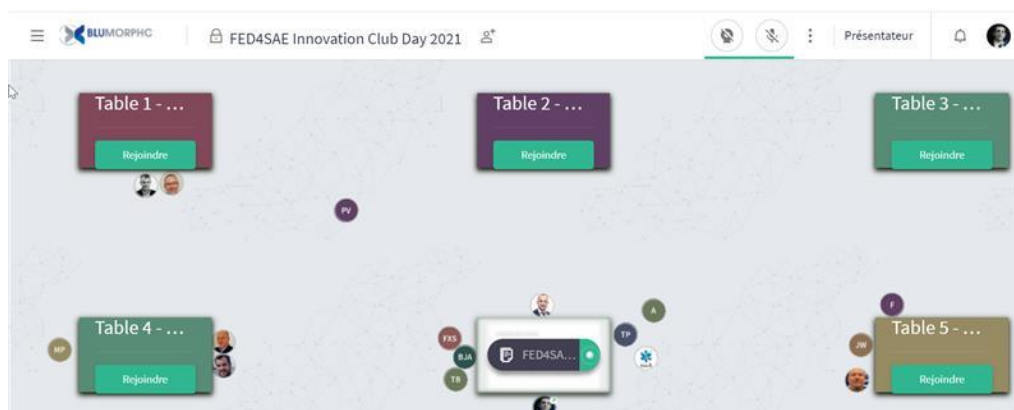 BLUMORPHO
FED4SAE Innovation Club Day 2021
Présentateur
Table 1 - ...
Rejoindre
Table 2 - ...
Rejoindre
Table 3 - ...
Rejoindre
PV
Table 4 - ...
Rejoindre
MP
FXS
BJA
TB
FED4SA...
A
TP
F
JW
Table 5 - ...
Rejoindre